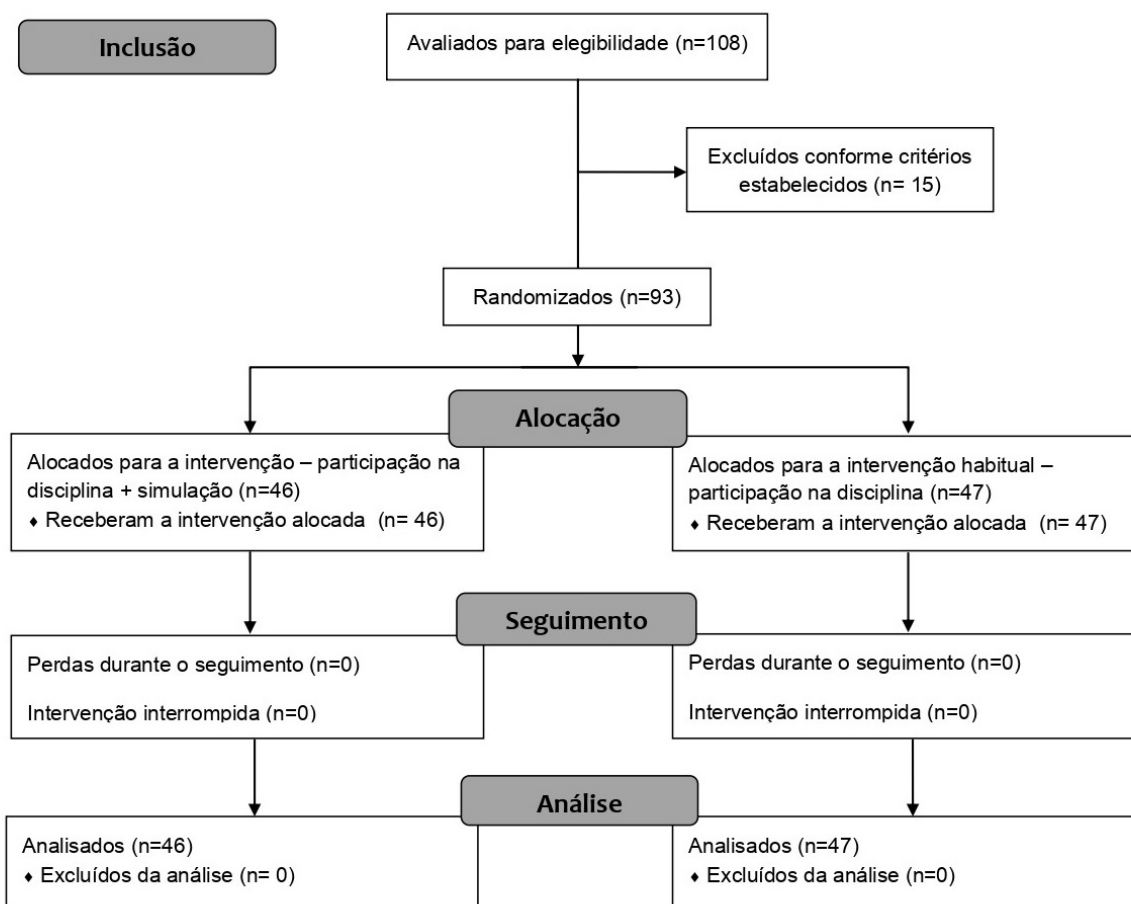 Inclusão
Avaliados para elegibilidade (n=108)
Excluídos conforme critérios
estabelecidos (n= 15)
Randomizados (n=93)
Alocação
Alocados para a intervenção – participação na
disciplina + simulação (n=46)
♦ Receberam a intervenção alocada (n= 46)
Alocados para a intervenção habitual –
participação na disciplina (n=47)
♦ Receberam a intervenção alocada (n= 47)
Seguimento
Perdas durante o seguimento (n=0)
Intervenção interrompida (n=0)
Perdas durante o seguimento (n=0)
Intervenção interrompida (n=0)
Análise
Analisados (n=46)
♦ Excluídos da análise (n= 0)
Analisados (n=47)
♦ Excluídos da análise (n=0)